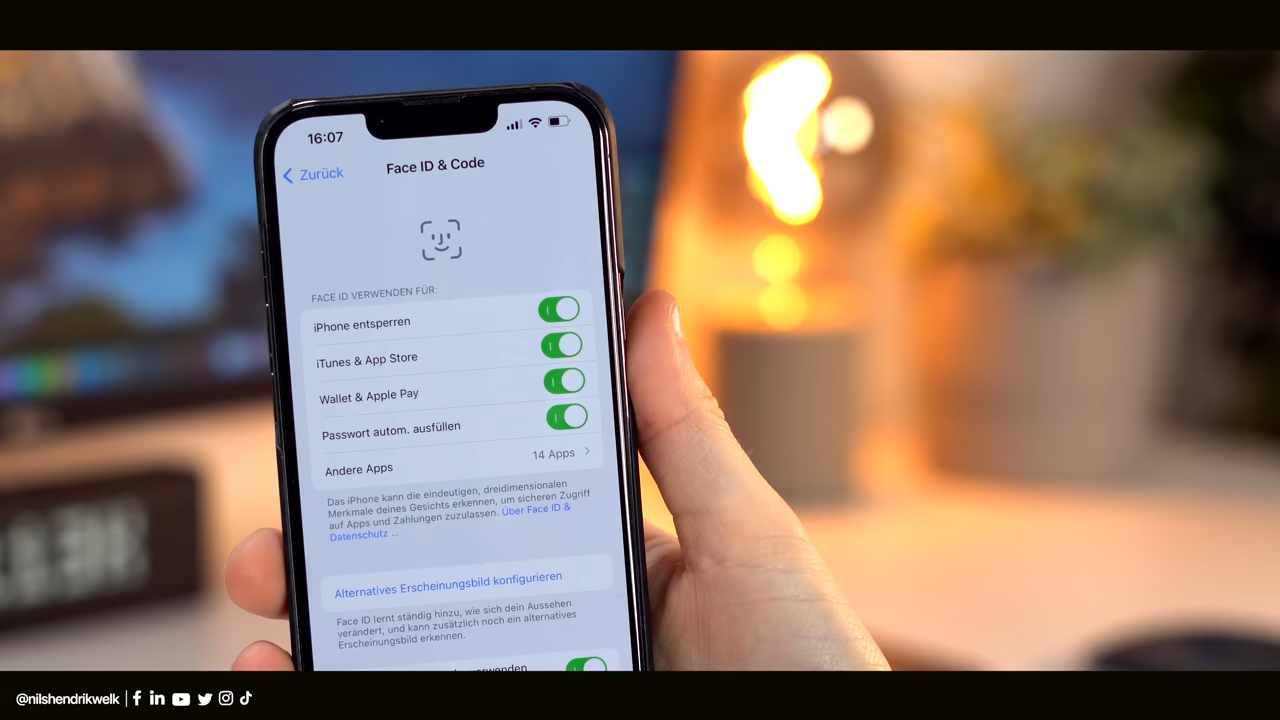 16:07
Zurück
Face ID & Code
FACE ID VERWENDEN FÜR:
iPhone entsperren
iTunes & App Store
Wallet & Apple Pay
Passwort autom. ausfüllen
Andere Apps 14 Apps
Das iPhone kann die eindeutigen, dreidimensionalen
Merkmale deines Gesichts erkennen, um sicheren Zugriff
auf Apps und Zahlungen zuzulassen. Über Face ID &
Datenschutz ...
Alternatives Erscheinungsbild konfigurieren
Face ID lernt ständig hinzu, wie sich dein Aussehen
verändert, und kann zusätzlich noch ein alternatives
Erscheinungsbild erkennen.
verwenden
@nilshendrikwelk